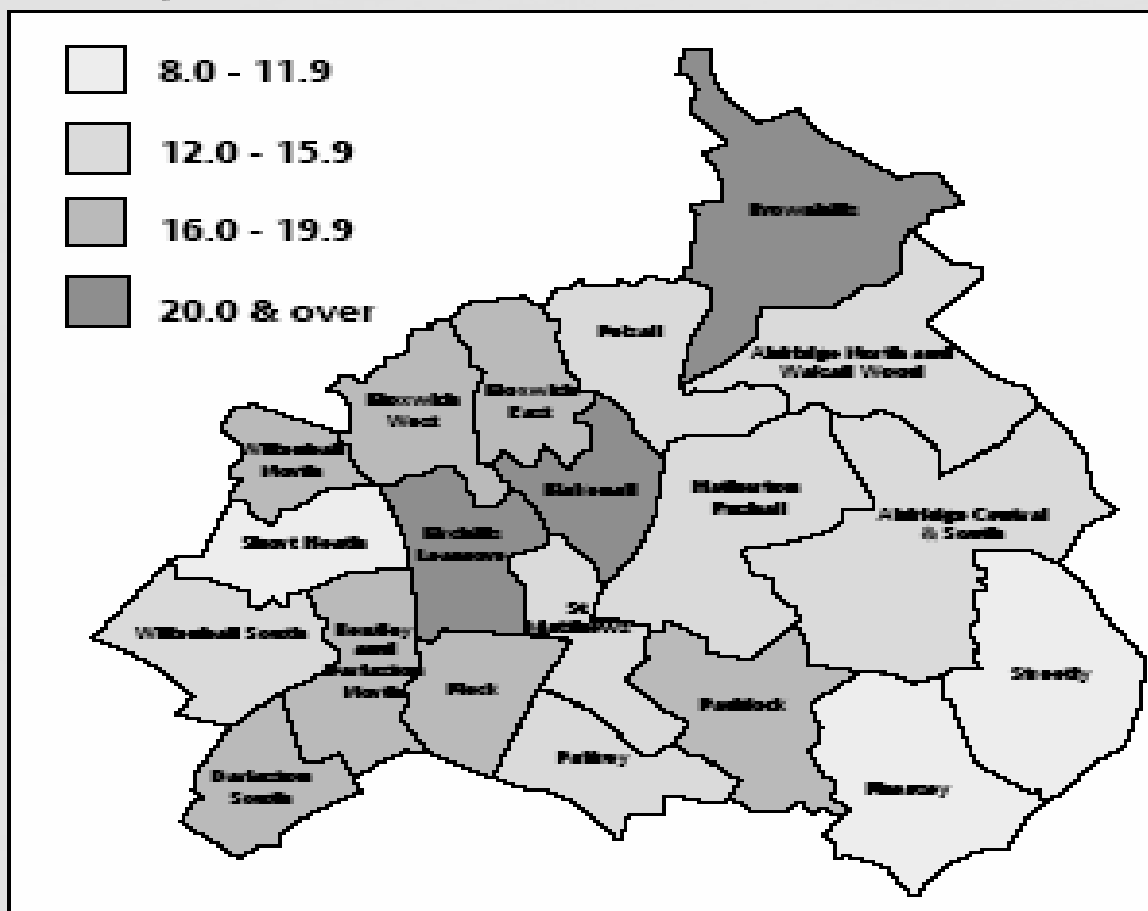 8.0 - 11.9
12.0 - 15.9
16.0 - 19.9
20.0 & over
Brownhills
Pelsall
Aldridge North and
Walsall Wood
Bloxwich
East
Bloxwich
West
Willenhall
North
Blakenall
Hatherton
Rushall
Aldridge Central
& South
Short Heath
Birchills
Leamore
St.
Matthews
Willenhall South
Bentley
and
Darlaston
North
Pleck
Paddock
Streetly
Palfrey
Darlaston
South
Pheasey